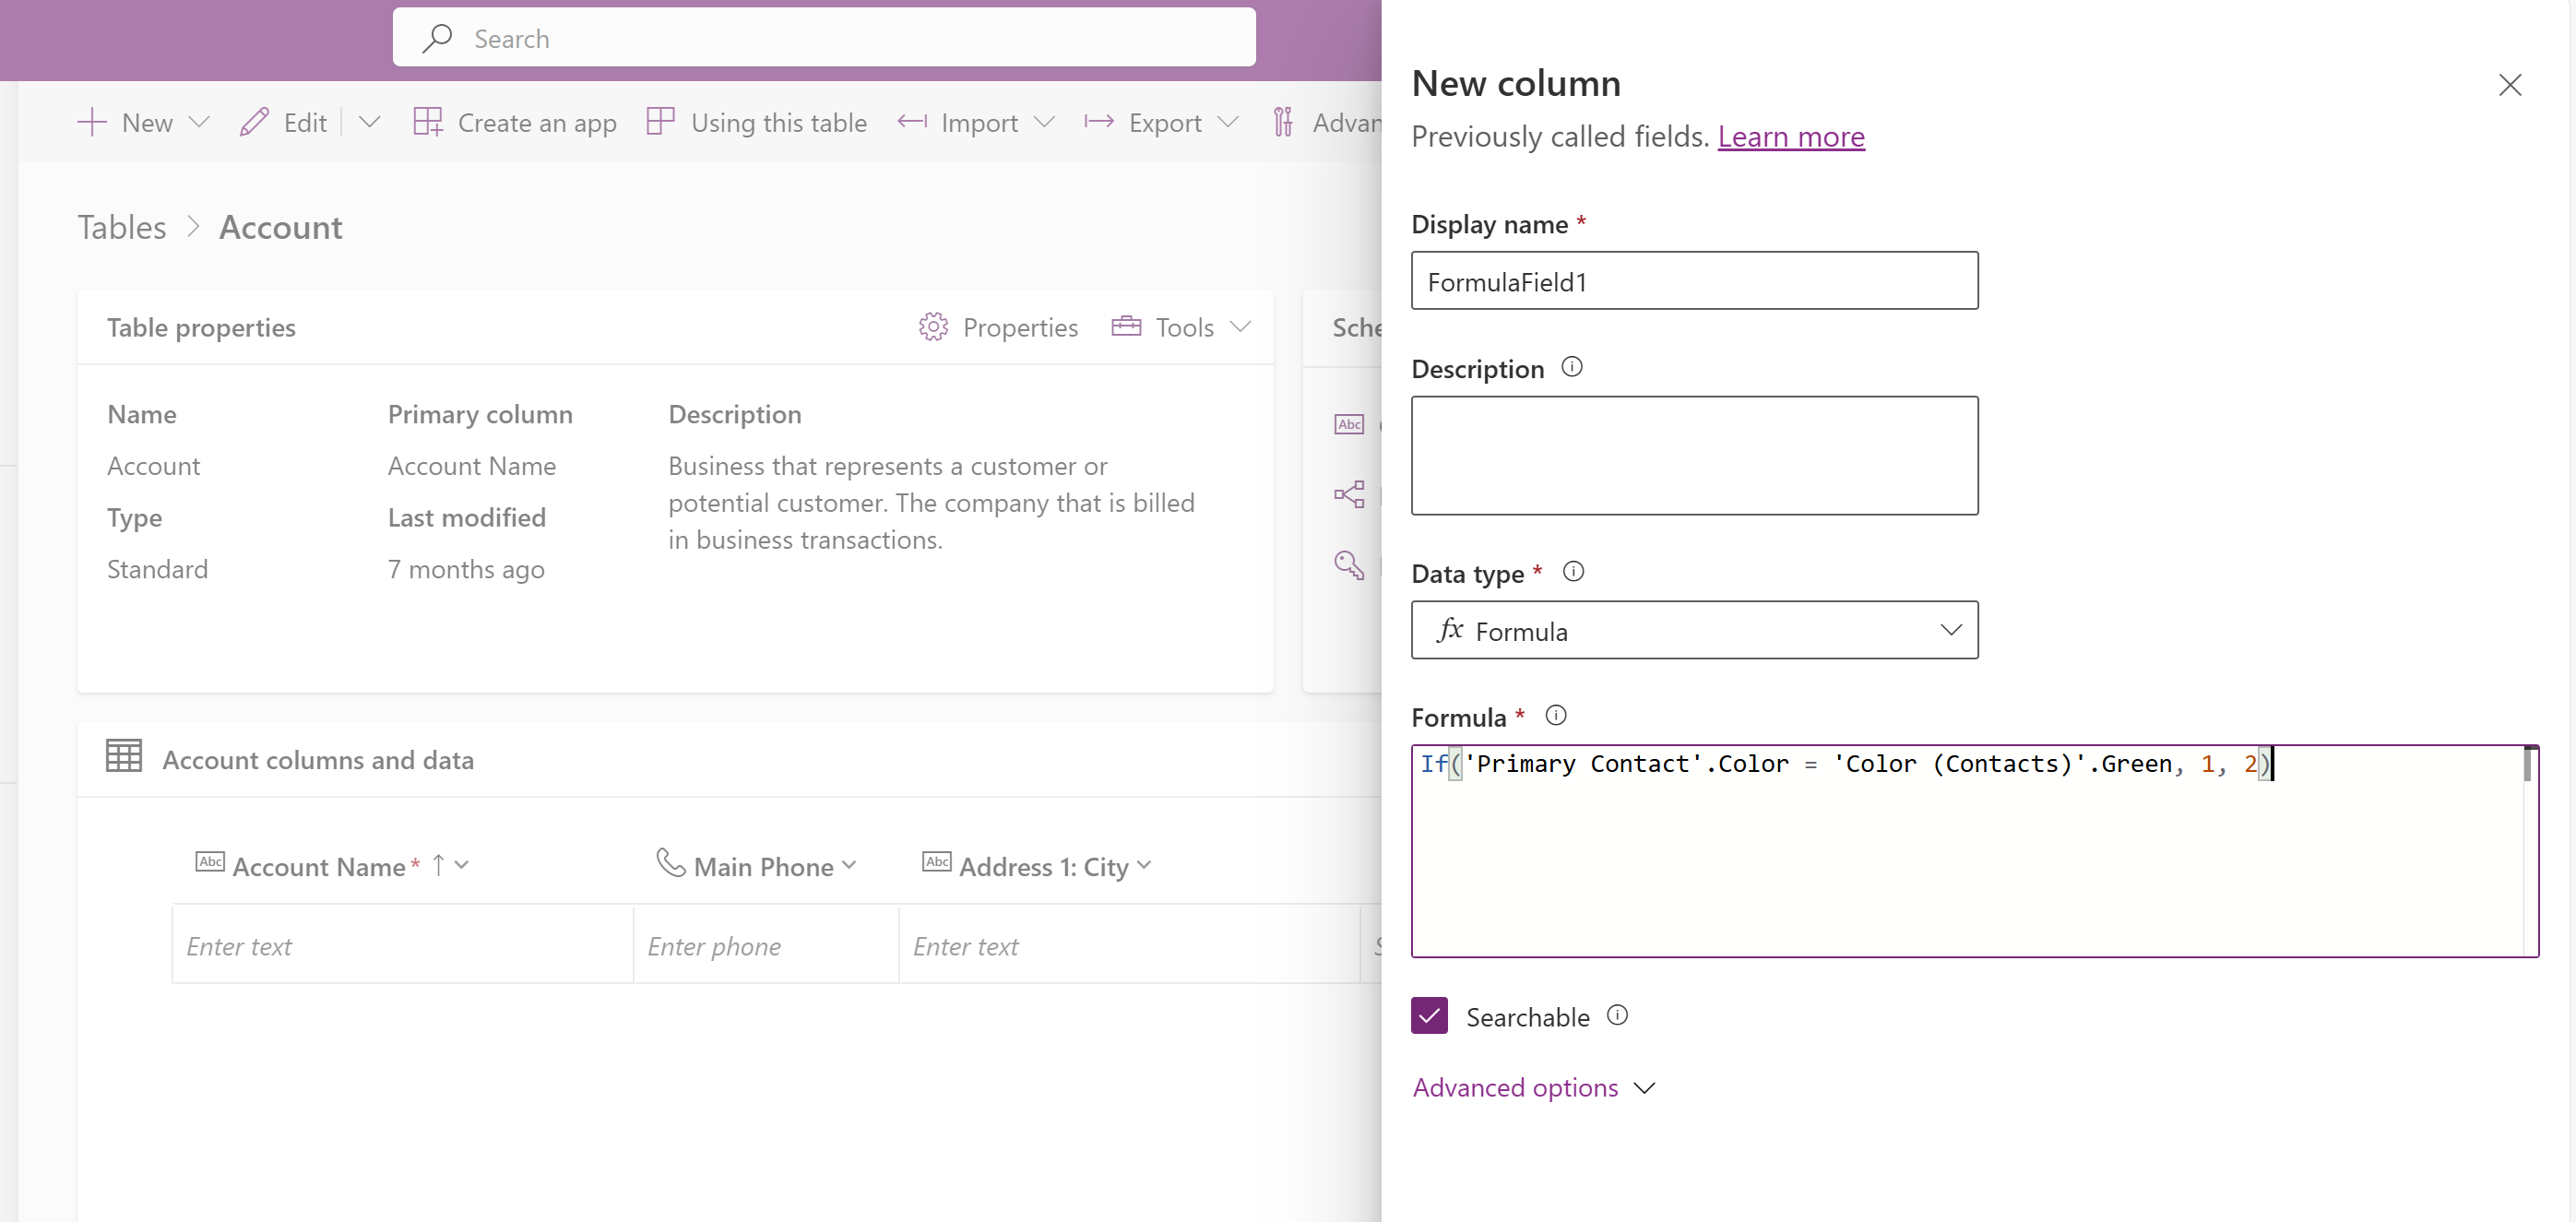 Search
New
Edit
Create an app
Using this table
Import
Export
Advan
Tables > Account
Table properties
Properties
Tools
Sche
Name
Primary column
Description
Account
Account Name
Business that represents a customer or
potential customer. The company that is billed
in business transactions.
Type
Last modified
Standard
7 months ago
Abc
Account columns and data
Abc Account Name * ↑
Main Phone
Abc Address 1: City
Enter text
Enter phone
Enter text
New column
Previously called fields. Learn more
Display name *
FormulaField1
Description
Data type *
fx Formula
Formula *
If('Primary Contact'.Color = 'Color (Contacts)'.Green, 1, 2)
Searchable
Advanced options